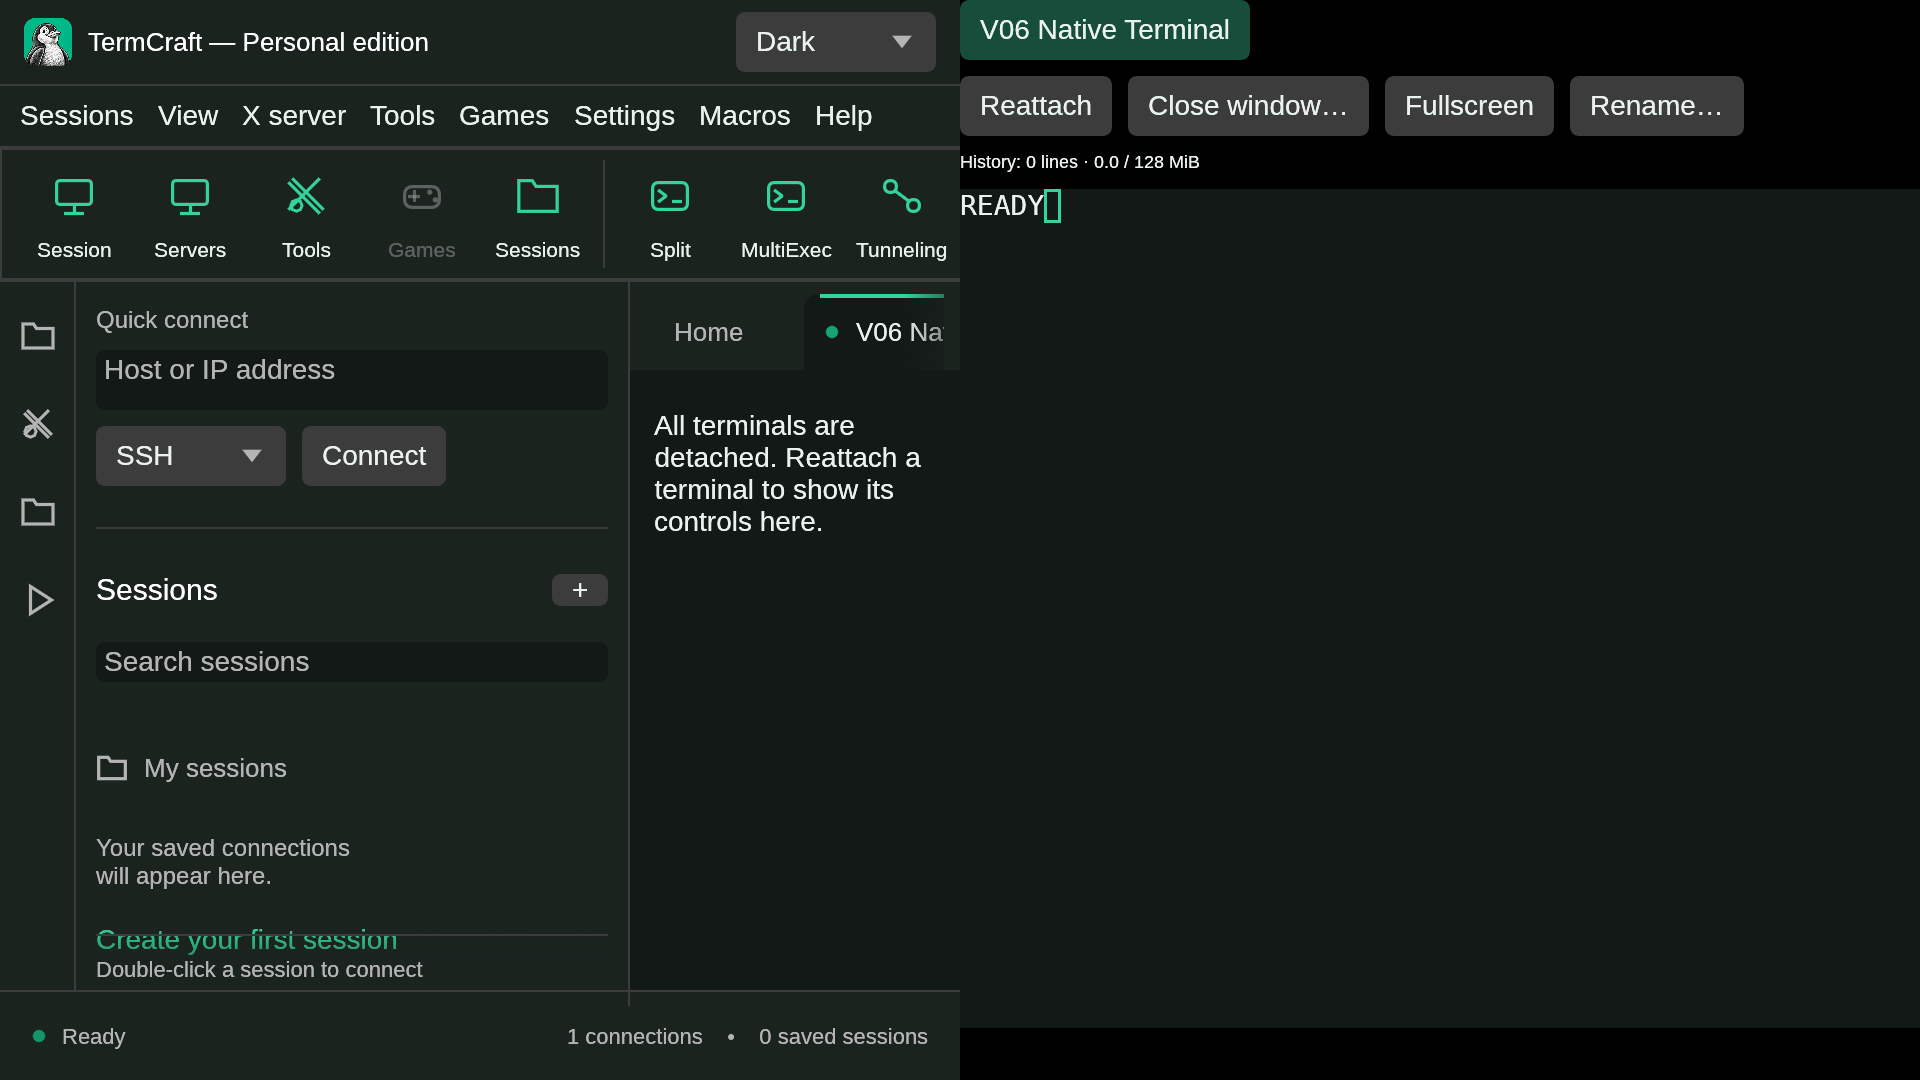 TermCraft — Personal edition
Dark
Sessions View X server Tools Games Settings Macros Help
Session Servers Tools Games Sessions Split MultiExec Tunneling
Quick connect
Host or IP address
SSH Connect
Sessions +
Search sessions
My sessions
Your saved connections
will appear here.
Create your first session
Double-click a session to connect
Home V06 Nat
All terminals are
detached. Reattach a
terminal to show its
controls here.
Ready 1 connections • 0 saved sessions
V06 Native Terminal
Reattach Close window… Fullscreen Rename…
History: 0 lines · 0.0 / 128 MiB
READY